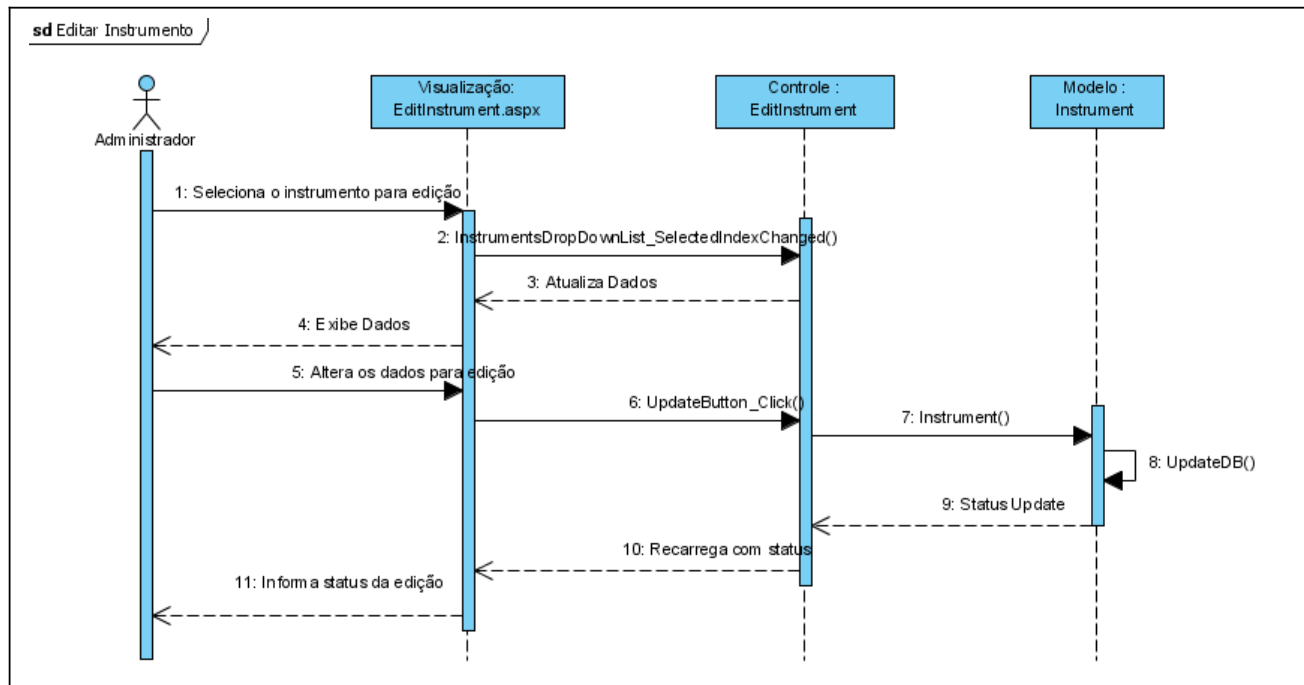 sd Editar Instrumento
Visualização:
EditInstrument.aspx
Controle :
EditInstrument
Modelo :
Instrument
Administrador
1: Seleciona o instrumento para edição
2: InstrumentsDropDownList_SelectedIndexChanged()
3: Atualiza Dados
4: Exibe Dados
5: Altera os dados para edição
6: UpdateButton_Click()
7: Instrument()
8: UpdateDB()
9: Status Update
10: Recarrega com status
11: Informa status da edição